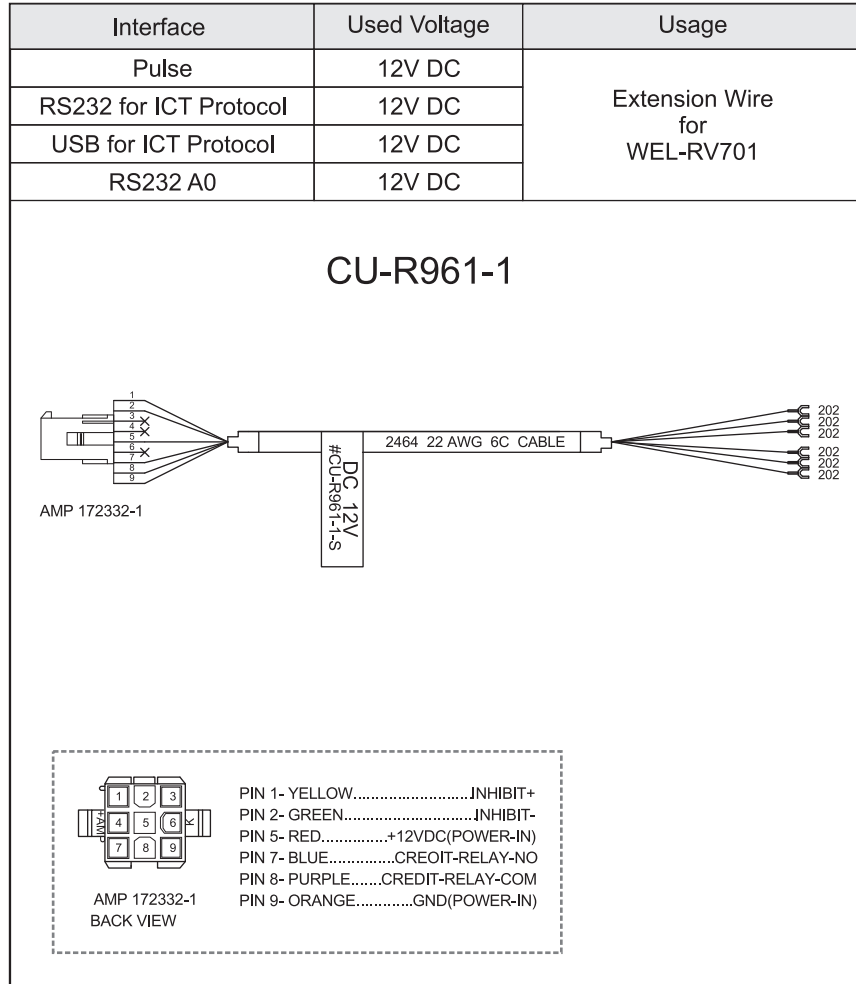 Interface Used Voltage Usage
Pulse 12V DC
RS232 for ICT Protocol 12V DC
USB for ICT Protocol 12V DC
RS232 A0 12V DC
Extension Wire
for
WEL-RV701
CU-R961-1
1
2
3
4
5
6
7
8
9
AMP 172332-1
DC 12V
#CU-R961-1-S
2464 22 AWG 6C CABLE
202
202
202
202
202
202
1 2 3
4 5 6
7 8 9
+AMP
K
AMP 172332-1
BACK VIEW
PIN 1- YELLOW........................INHIBIT+
PIN 2- GREEN..........................INHIBIT-
PIN 5- RED..............+12VDC(POWER-IN)
PIN 7- BLUE..............CREOIT-RELAY-NO
PIN 8- PURPLE......CREDIT-RELAY-COM
PIN 9- ORANGE............GND(POWER-IN)